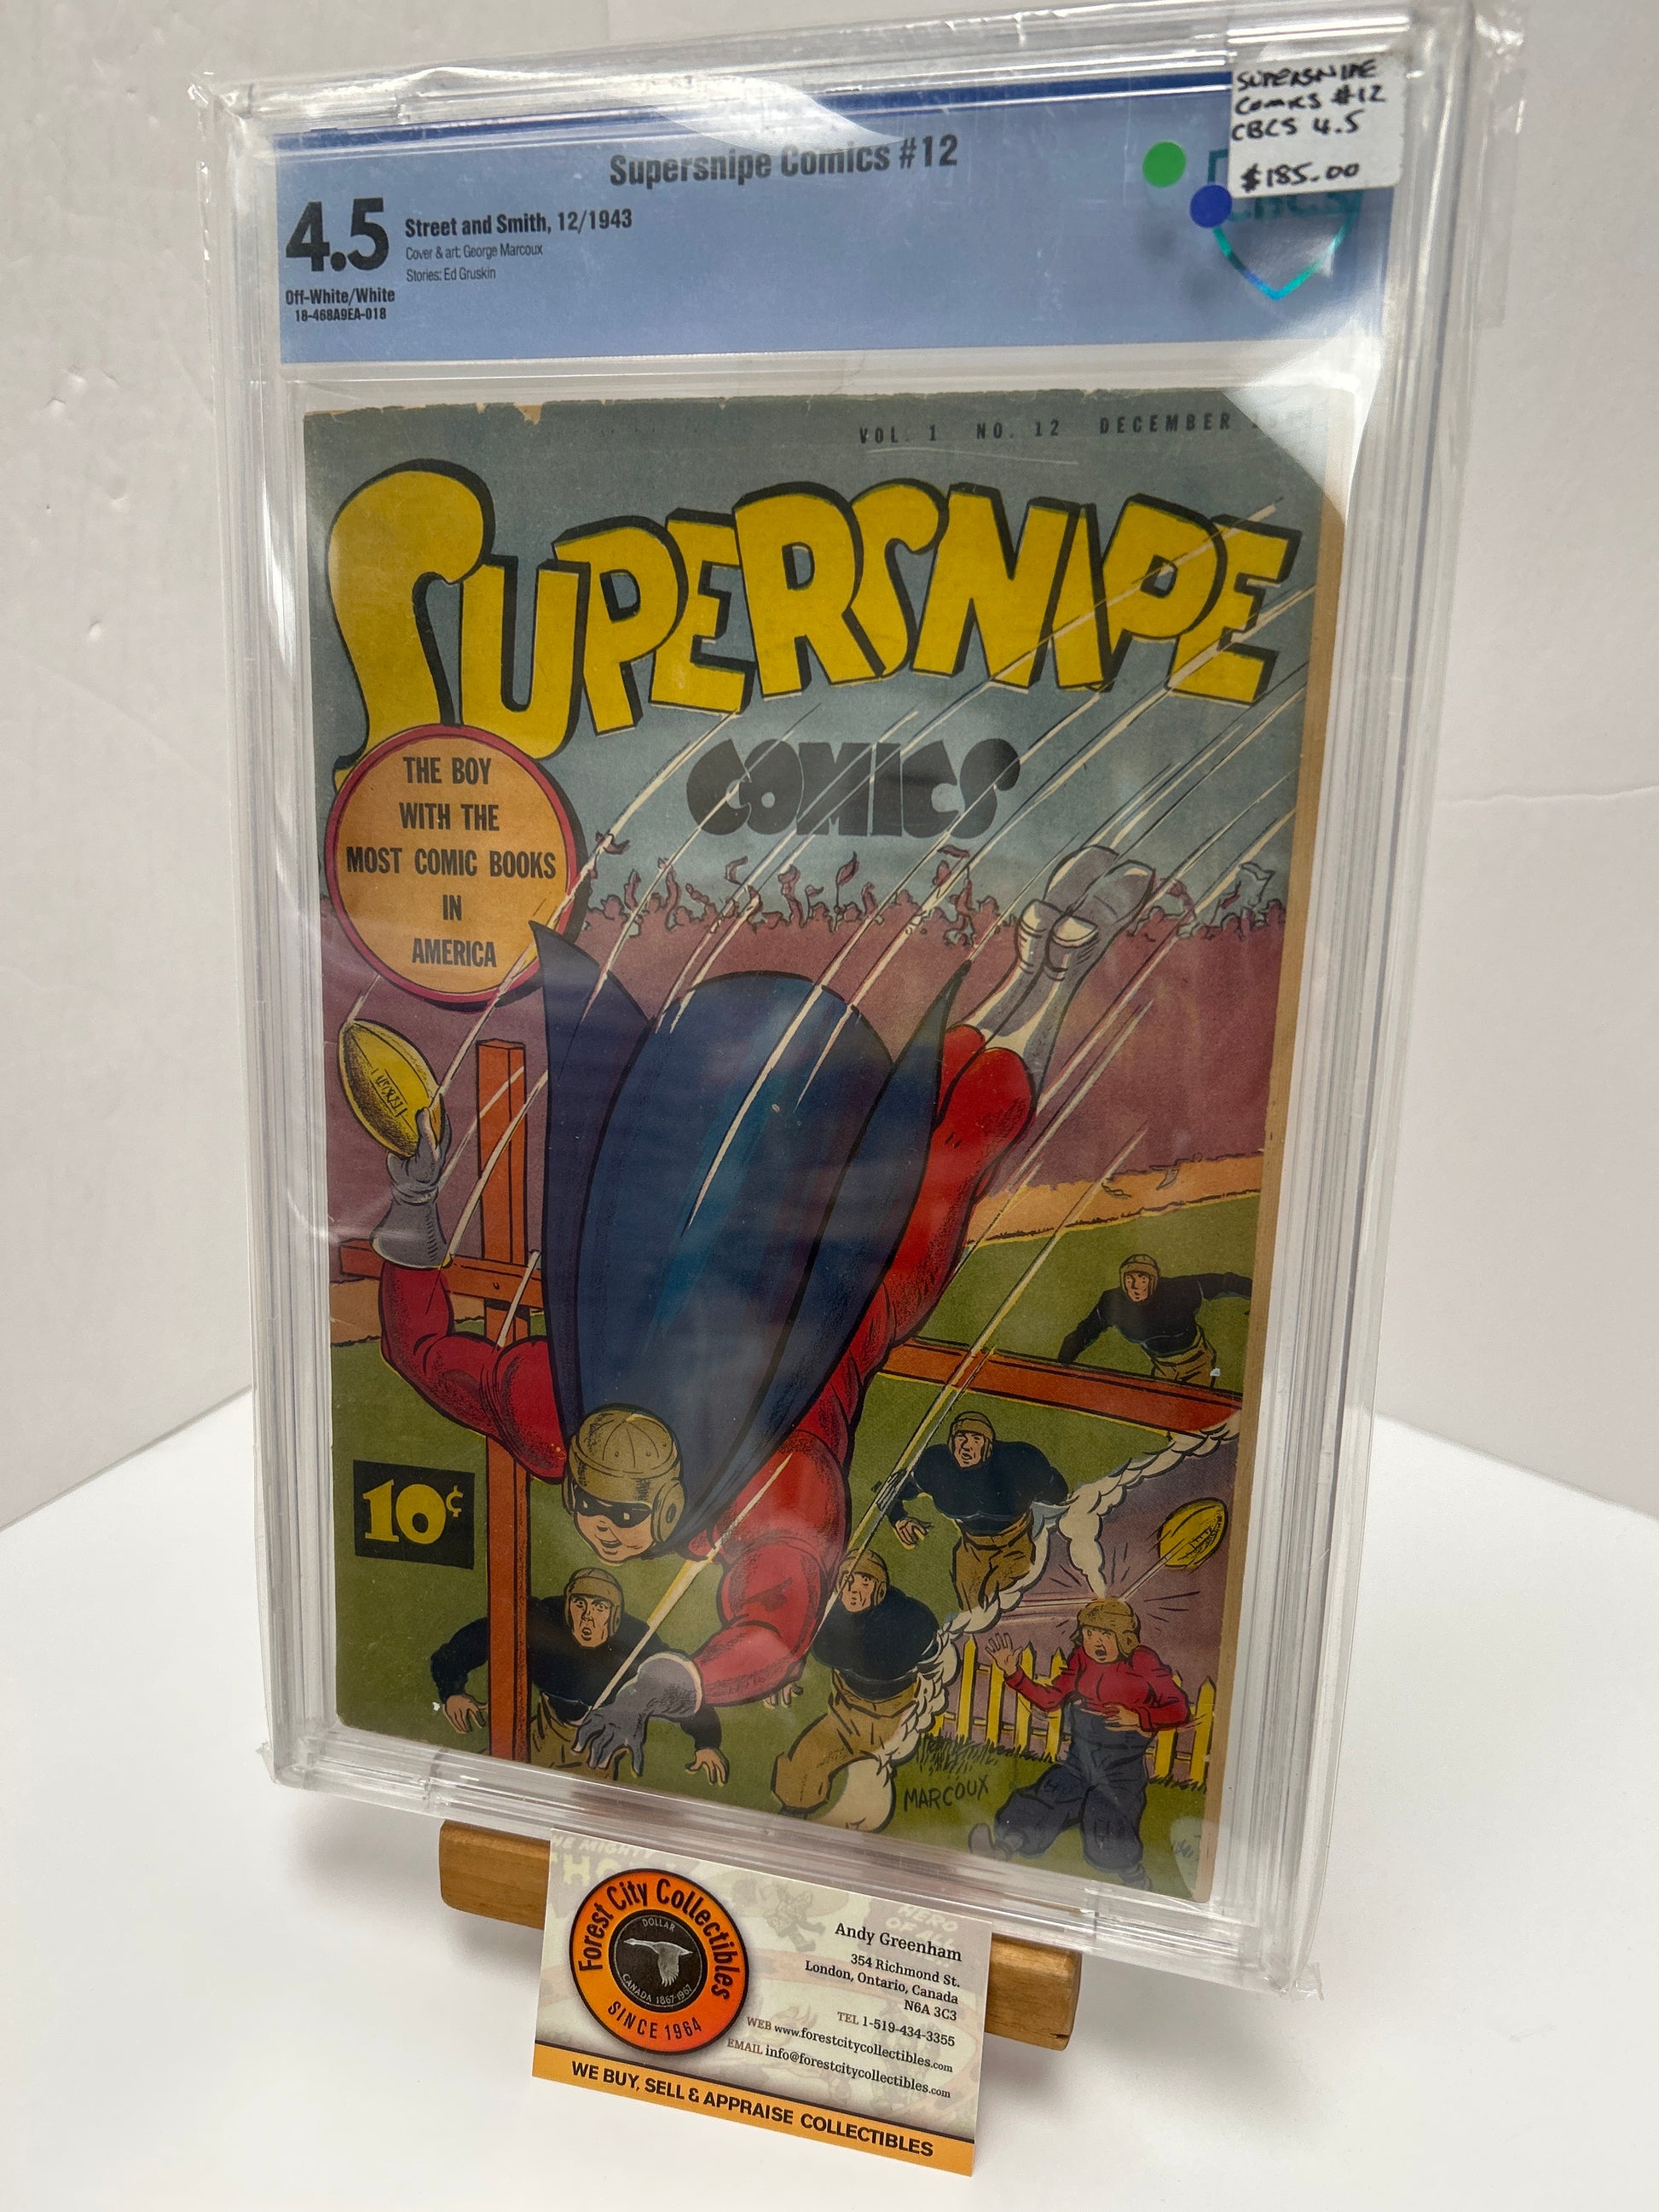 SUPERSNIPE
COMICS #12
CBCS 4.5
$185.00
Supersnipe Comics #12
4.5
Street and Smith, 12/1943
Cover & art: George Marcoux
Stories: Ed Gruskin
Off-White/White
18-468A9EA-018
VOL. 1 NO. 12 DECEMBER
SUPERSNIPE
COMICS
THE BOY
WITH THE
MOST COMIC BOOKS
IN
AMERICA
10¢
MARCOUX
Forest City Collectibles
DOLLAR
CANADA 1867-1967
SINCE 1964
Andy Greenham
354 Richmond St.
London, Ontario, Canada
N6A 3C3
TEL 1-519-434-3355
WEB www.forestcitycollectibles.com
EMAIL info@forestcitycollectibles.com
WE BUY, SELL & APPRAISE COLLECTIBLES